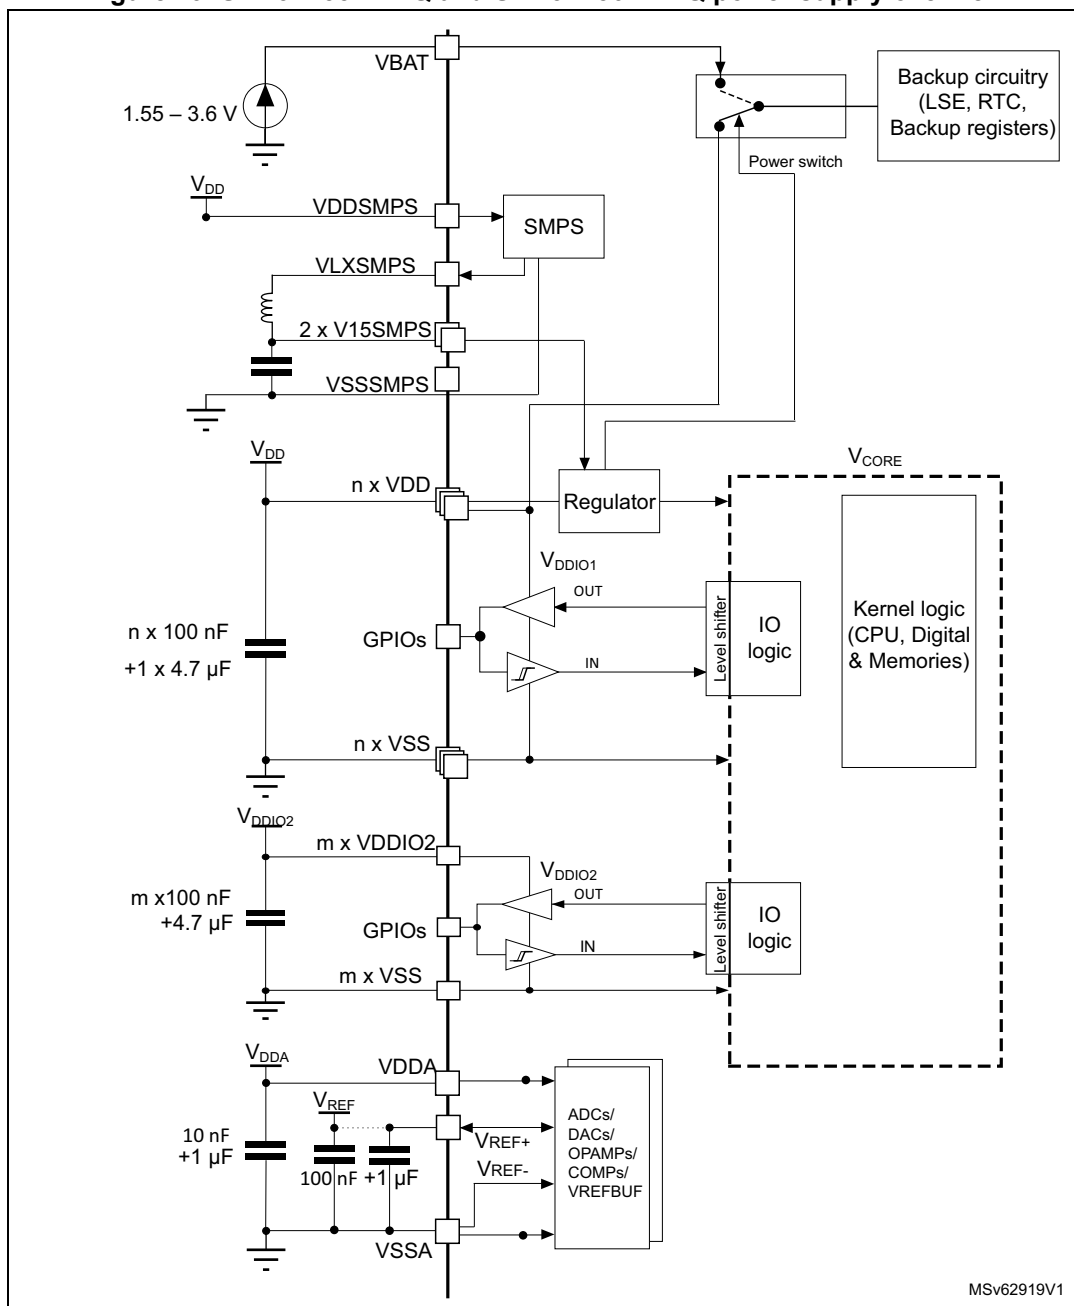 VBAT
1.55 – 3.6 V
Backup circuitry
(LSE, RTC,
Backup registers)
Power switch
VDD
VDDSMPS
SMPS
VLXSMPS
2 x V15SMPS
VSSSMPS
VDD
n x VDD
Regulator
VCORE
VDDIO1
OUT
GPIOs
IN
Level shifter
IO
logic
Kernel logic
(CPU, Digital
& Memories)
n x 100 nF
+1 x 4.7 µF
n x VSS
VDDIO2
m x VDDIO2
VDDIO2
OUT
m x100 nF
+4.7 µF
GPIOs
IN
Level shifter
IO
logic
m x VSS
VDDA
VDDA
VREF
10 nF
+1 µF
100 nF
+1 µF
VREF+
VREF-
ADCs/
DACs/
OPAMPs/
COMPs/
VREFBUF
VSSA
MSv62919V1